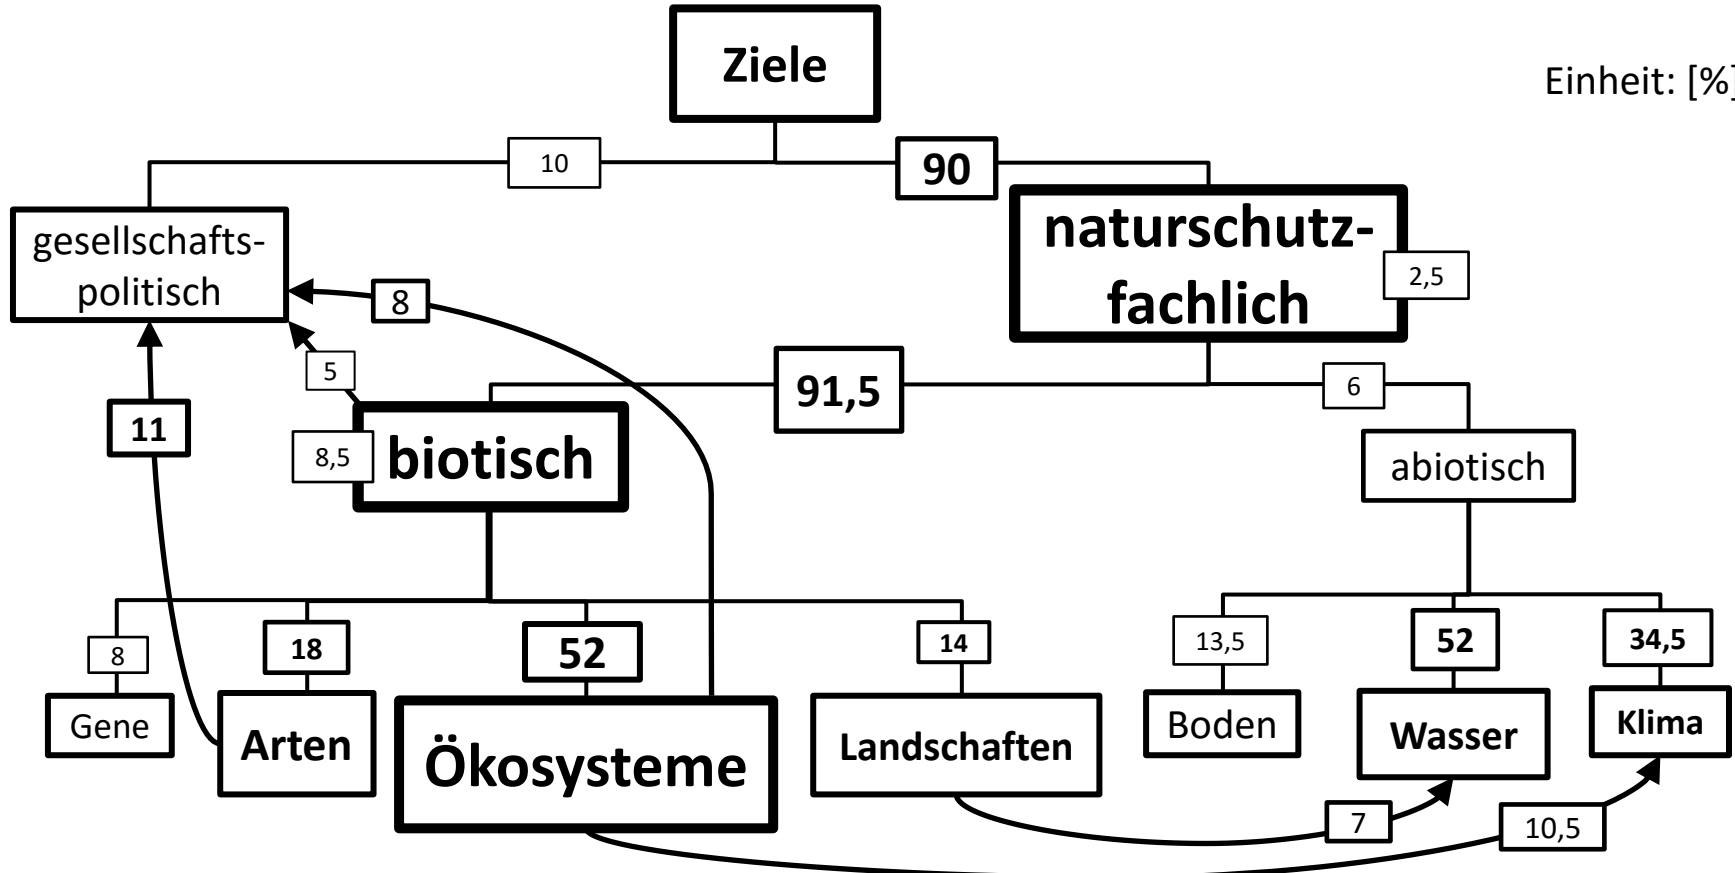 Ziele
Einheit: [%]
10
90
gesellschafts-
politisch
naturschutz-
fachlich
2,5
8
5
91,5
6
11
8,5
biotisch
abiotisch
8
18
52
14
13,5
52
34,5
Gene
Arten
Ökosysteme
Landschaften
Boden
Wasser
Klima
7
10,5